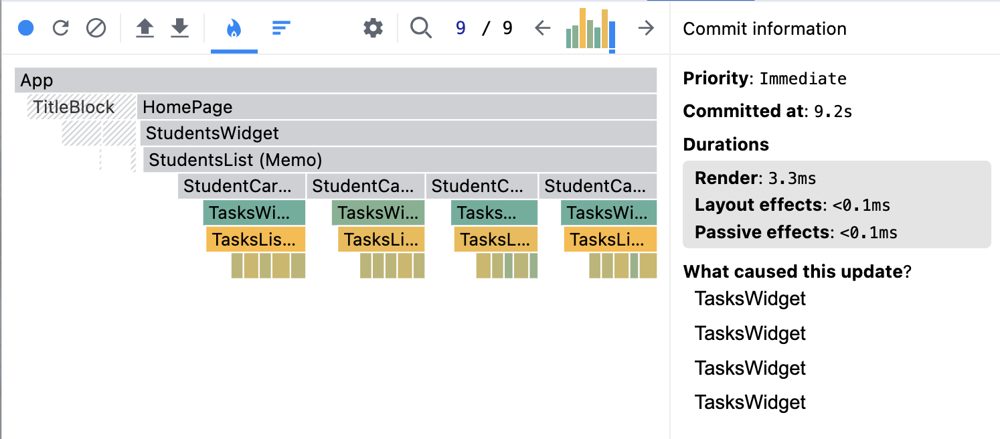 9 / 9
Commit information
App
TitleBlock HomePage
StudentsWidget
StudentsList (Memo)
StudentCar... StudentCa... StudentC... StudentCa...
TasksWi... TasksWi... Tasks... TasksWi...
TasksLis... TasksLi... TasksL... TasksLi...
Priority: Immediate
Committed at: 9.2s
Durations
Render: 3.3ms
Layout effects: <0.1ms
Passive effects: <0.1ms
What caused this update?
TasksWidget
TasksWidget
TasksWidget
TasksWidget